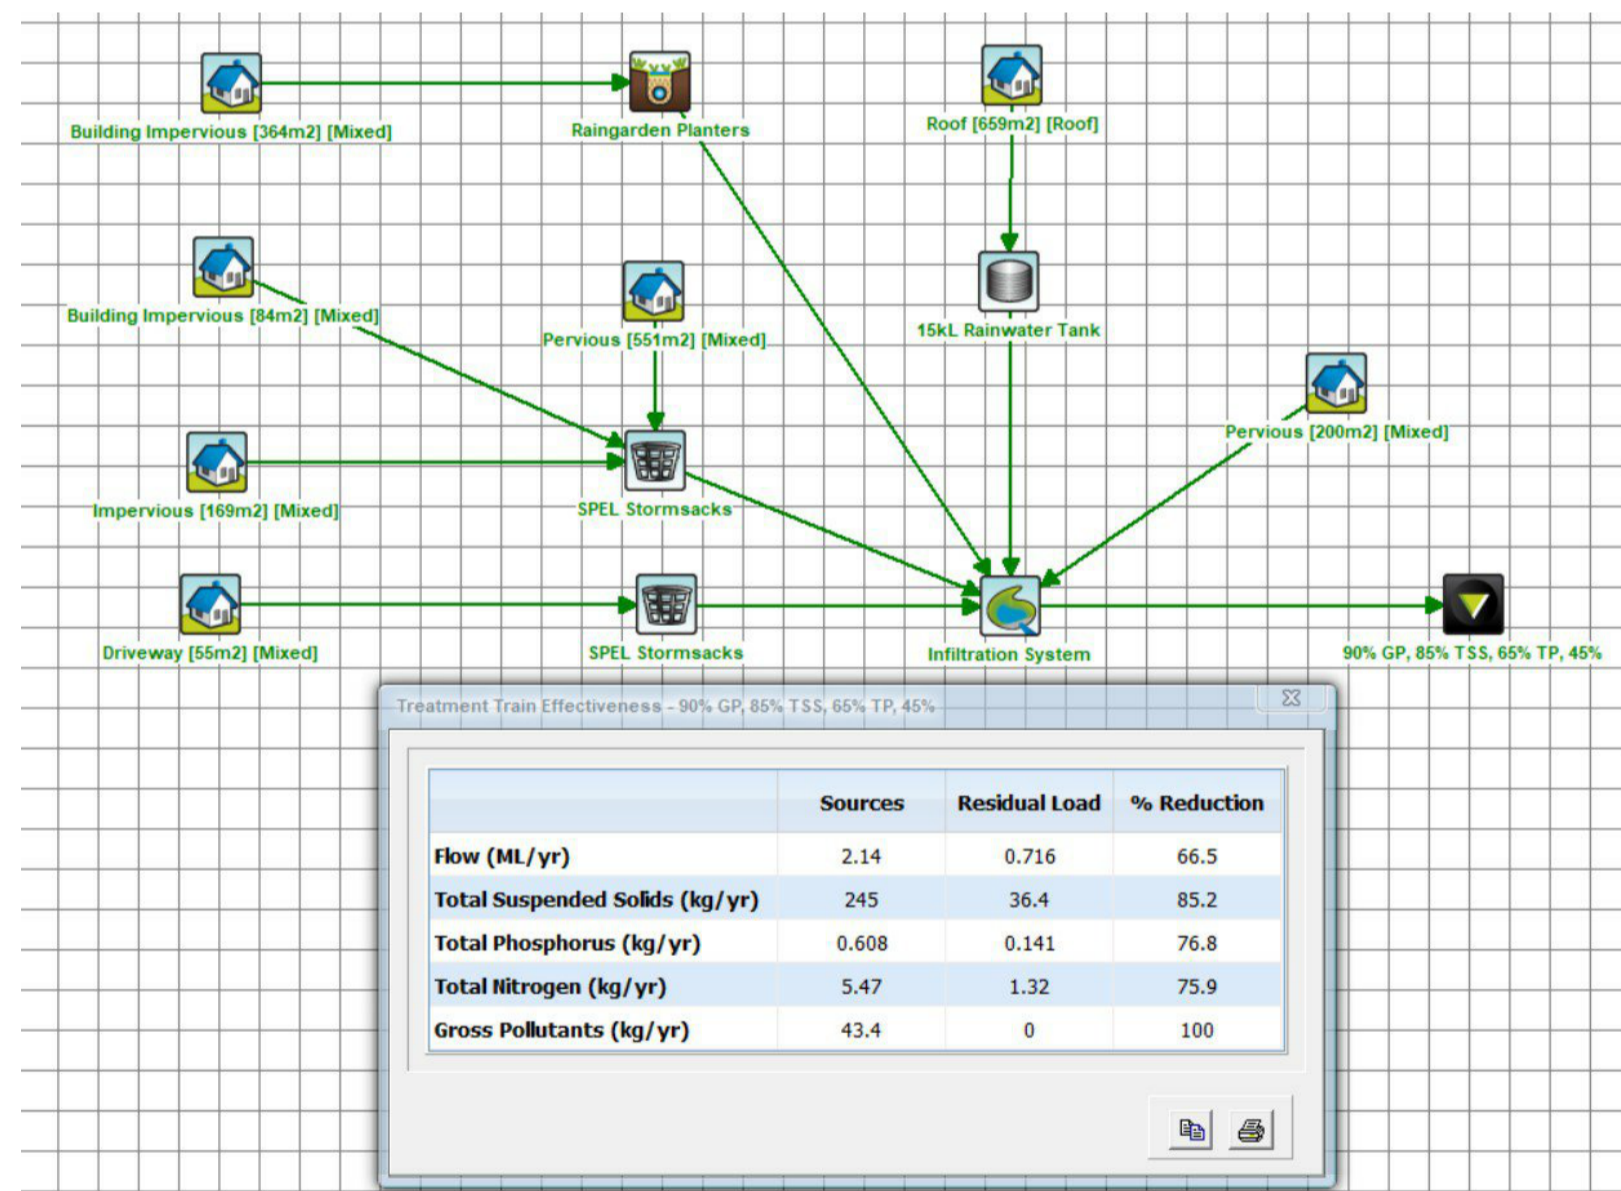 Building Impervious [364m2] [Mixed]
Raingarden Planters
Roof [659m2] [Roof]
Building Impervious [84m2] [Mixed]
Pervious [551m2] [Mixed]
15kL Rainwater Tank
Pervious [200m2] [Mixed]
Impervious [169m2] [Mixed]
SPEL Stormsacks
Driveway [55m2] [Mixed]
SPEL Stormsacks
Infiltration System
90% GP, 85% TSS, 65% TP, 45%
Treatment Train Effectiveness - 90% GP, 85% TSS, 65% TP, 45%
Sources Residual Load % Reduction
Flow (ML/yr) 2.14 0.716 66.5
Total Suspended Solids (kg/yr) 245 36.4 85.2
Total Phosphorus (kg/yr) 0.608 0.141 76.8
Total Nitrogen (kg/yr) 5.47 1.32 75.9
Gross Pollutants (kg/yr) 43.4 0 100